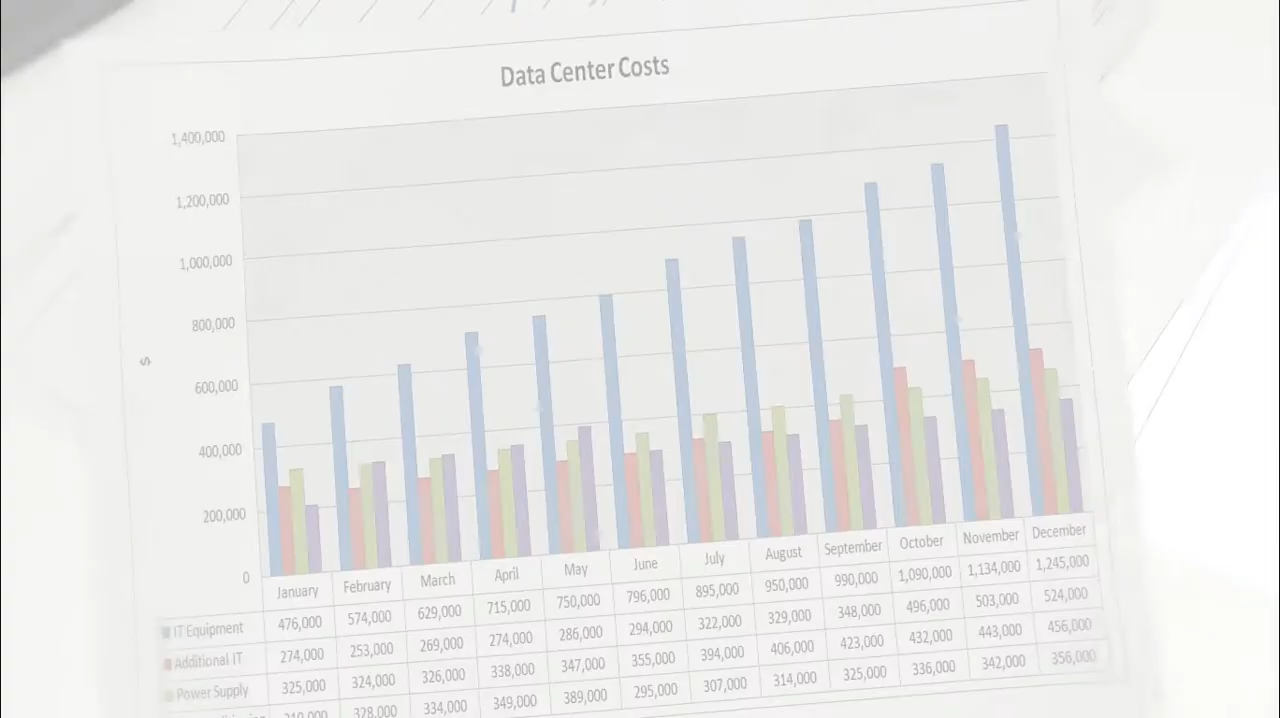 Data Center Costs
1,400,000
1,200,000
1,000,000
800,000
600,000
400,000
200,000
0
$
January February March April May June July August September October November December
IT Equipment 476,000 574,000 629,000 715,000 750,000 796,000 895,000 950,000 990,000 1,090,000 1,134,000 1,245,000
Additional IT 274,000 253,000 269,000 274,000 286,000 294,000 322,000 329,000 348,000 496,000 503,000 524,000
Power Supply 325,000 324,000 326,000 338,000 347,000 355,000 394,000 406,000 423,000 432,000 443,000 456,000
328,000 334,000 349,000 389,000 295,000 307,000 314,000 325,000 336,000 342,000 356,000